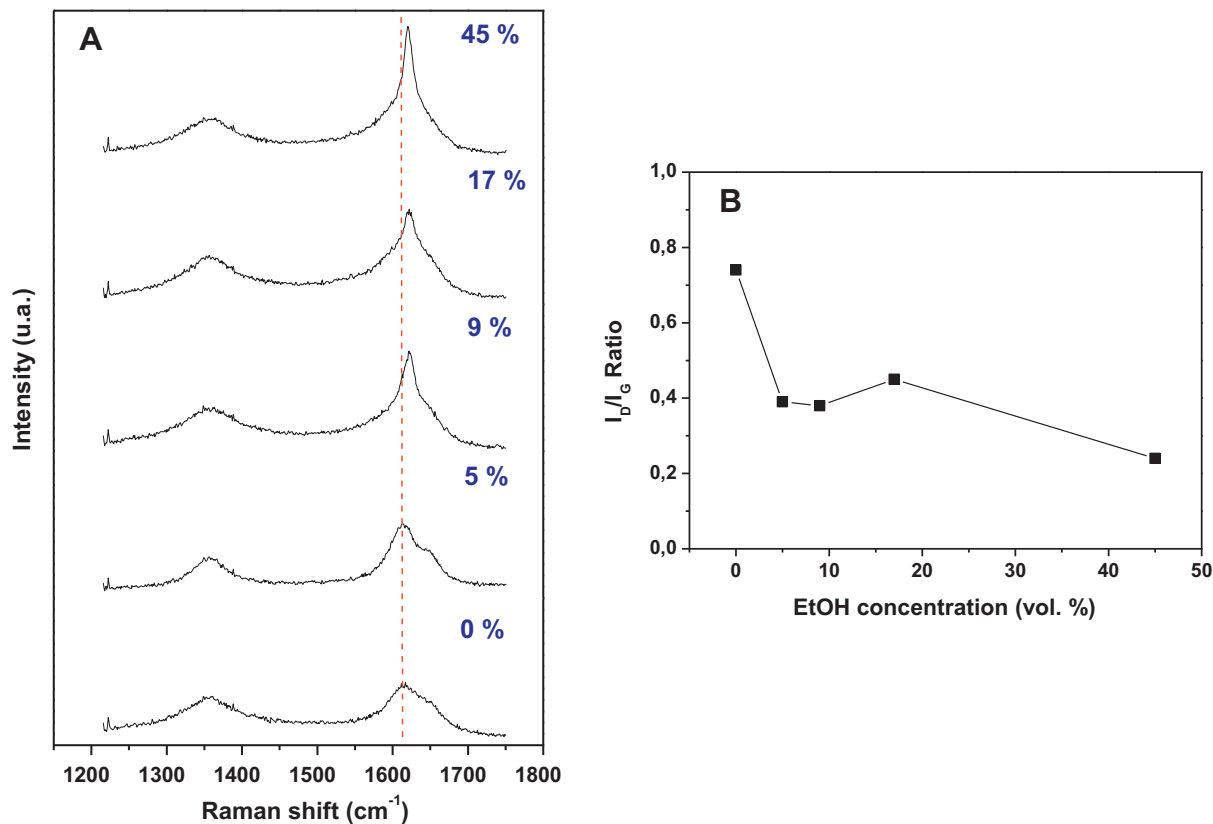 A
45 %
17 %
9 %
5 %
0 %
Intensity (u.a.)
1200 1300 1400 1500 1600 1700 1800
Raman shift (cm⁻¹)
B
1,0
0,8
0,6
0,4
0,2
0,0
I_D/I_G Ratio
0 10 20 30 40 50
EtOH concentration (vol. %)